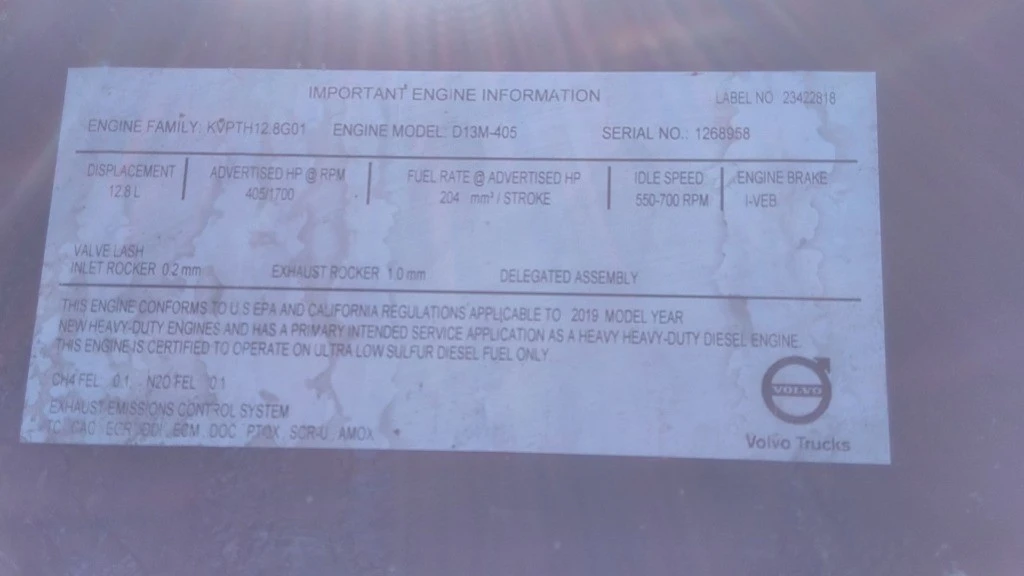 IMPORTANT ENGINE INFORMATION
LABEL NO 23422818
ENGINE FAMILY: KVPTH12.8G01 ENGINE MODEL: D13M-405 SERIAL NO.: 1268958
DISPLACEMENT ADVERTISED HP @ RPM FUEL RATE @ ADVERTISED HP IDLE SPEED ENGINE BRAKE
12.8 L 405/1700 204 mm³ / STROKE 550-700 RPM I-VEB
VALVE LASH
INLET ROCKER 0.2 mm EXHAUST ROCKER 1.0 mm DELEGATED ASSEMBLY
THIS ENGINE CONFORMS TO U.S EPA AND CALIFORNIA REGULATIONS APPLICABLE TO 2019 MODEL YEAR
NEW HEAVY-DUTY ENGINES AND HAS A PRIMARY INTENDED SERVICE APPLICATION AS A HEAVY HEAVY-DUTY DIESEL ENGINE.
THIS ENGINE IS CERTIFIED TO OPERATE ON ULTRA LOW SULFUR DIESEL FUEL ONLY
CH4 FEL 0.1 N2O FEL 0.1
EXHAUST EMISSIONS CONTROL SYSTEM
TC, CAC, EGR, DDI, ECM, DOC, PTOX, SCR-U, AMOX
VOLVO
Volvo Trucks